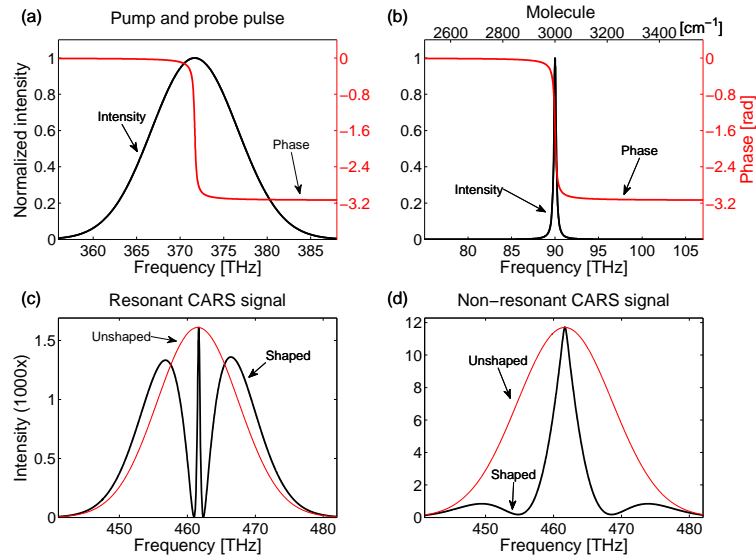 (a) Pump and probe pulse
Normalized intensity
1
0.8
0.6
0.4
0.2
0
0
−0.8
−1.6
−2.4
−3.2
Intensity
Phase
360 365 370 375 380 385
Frequency [THz]
(b) Molecule
2600 2800 3000 3200 3400 [cm⁻¹]
1
0.8
0.6
0.4
0.2
0
0
−0.8
−1.6
−2.4
−3.2
Phase [rad]
Phase
Intensity
80 85 90 95 100 105
Frequency [THz]
(c) Resonant CARS signal
Intensity (1000x)
1.5
1
0.5
0
Unshaped
Shaped
450 460 470 480
Frequency [THz]
(d) Non−resonant CARS signal
12
10
8
6
4
2
0
Unshaped
Shaped
450 460 470 480
Frequency [THz]